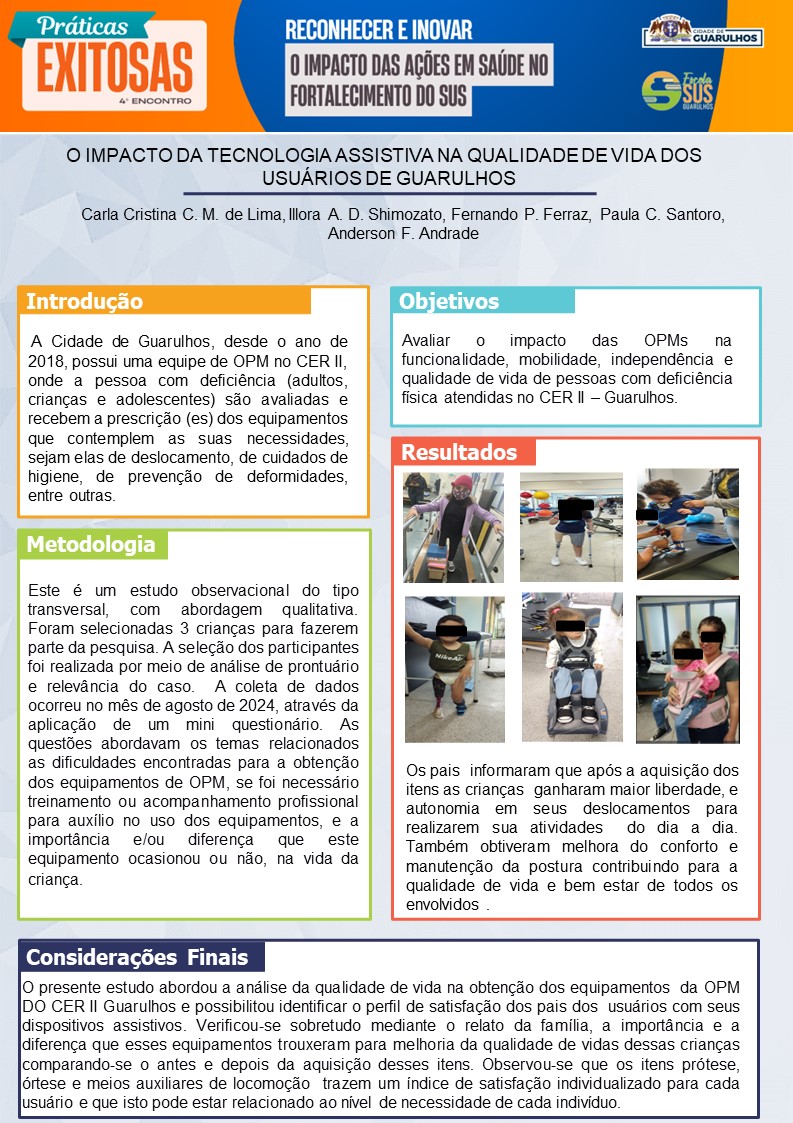 Práticas
EXITOSAS
4º ENCONTRO
RECONHECER E INOVAR
O IMPACTO DAS AÇÕES EM SAÚDE NO
FORTALECIMENTO DO SUS
CIDADE DE
GUARULHOS
Escola
SUS
GUARULHOS
O IMPACTO DA TECNOLOGIA ASSISTIVA NA QUALIDADE DE VIDA DOS
USUÁRIOS DE GUARULHOS
Carla Cristina C. M. de Lima, Illora A. D. Shimozato, Fernando P. Ferraz, Paula C. Santoro,
Anderson F. Andrade
Introdução
A Cidade de Guarulhos, desde o ano de
2018, possui uma equipe de OPM no CER II,
onde a pessoa com deficiência (adultos,
crianças e adolescentes) são avaliadas e
recebem a prescrição (es) dos equipamentos
que contemplem as suas necessidades,
sejam elas de deslocamento, de cuidados de
higiene, de prevenção de deformidades,
entre outras.
Metodologia
Este é um estudo observacional do tipo
transversal, com abordagem qualitativa.
Foram selecionadas 3 crianças para fazerem
parte da pesquisa. A seleção dos participantes
foi realizada por meio de análise de prontuário
e relevância do caso. A coleta de dados
ocorreu no mês de agosto de 2024, através da
aplicação de um mini questionário. As
questões abordavam os temas relacionados
as dificuldades encontradas para a obtenção
dos equipamentos de OPM, se foi necessário
treinamento ou acompanhamento profissional
para auxílio no uso dos equipamentos, e a
importância e/ou diferença que este
equipamento ocasionou ou não, na vida da
criança.
Objetivos
Avaliar o impacto das OPMs na
funcionalidade, mobilidade, independência e
qualidade de vida de pessoas com deficiência
física atendidas no CER II – Guarulhos.
Resultados
NikeAir
Os pais informaram que após a aquisição dos
itens as crianças ganharam maior liberdade, e
autonomia em seus deslocamentos para
realizarem sua atividades do dia a dia.
Também obtiveram melhora do conforto e
manutenção da postura contribuindo para a
qualidade de vida e bem estar de todos os
envolvidos .
Considerações Finais
O presente estudo abordou a análise da qualidade de vida na obtenção dos equipamentos da OPM
DO CER II Guarulhos e possibilitou identificar o perfil de satisfação dos pais dos usuários com seus
dispositivos assistivos. Verificou-se sobretudo mediante o relato da família, a importância e a
diferença que esses equipamentos trouxeram para melhoria da qualidade de vidas dessas crianças
comparando-se o antes e depois da aquisição desses itens. Observou-se que os itens prótese,
órtese e meios auxiliares de locomoção trazem um índice de satisfação individualizado para cada
usuário e que isto pode estar relacionado ao nível de necessidade de cada indivíduo.